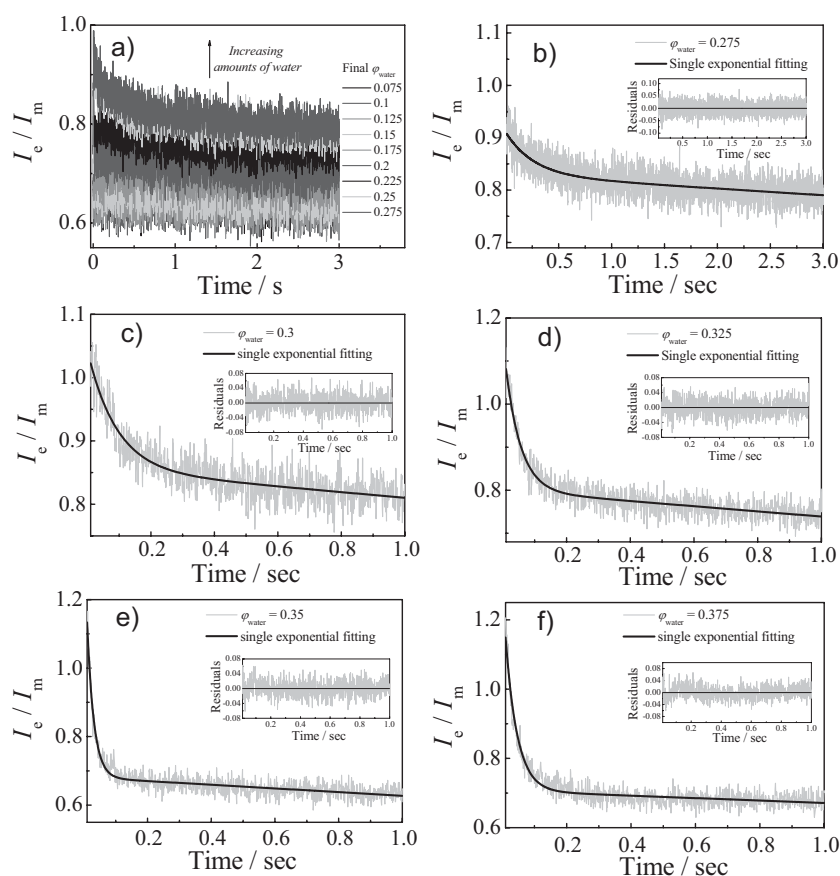 a)
Increasing
amounts of water
Final φwater
0.075
0.1
0.125
0.15
0.175
0.2
0.225
0.25
0.275
1.0
0.8
0.6
0 1 2 3
Ie / Im
Time / s
b)
φwater = 0.275
Single exponential fitting
1.1
1.0
0.9
0.8
0.7
0.5 1.0 1.5 2.0 2.5 3.0
Ie / Im
Time / sec
Residuals
0.10
0.05
0.00
-0.05
-0.10
0.5 1.0 1.5 2.0 2.5 3.0
Time / sec
c)
φwater = 0.3
single exponential fitting
1.1
1.0
0.9
0.8
0.2 0.4 0.6 0.8 1.0
Ie / Im
Time / sec
Residuals
0.08
0.04
0.00
-0.04
-0.08
0.2 0.4 0.6 0.8 1.0
Time / sec
d)
φwater = 0.325
Single exponential fitting
1.2
1.0
0.8
0.2 0.4 0.6 0.8 1.0
Ie / Im
Time / sec
Residuals
0.08
0.04
0.00
-0.04
-0.08
0.2 0.4 0.6 0.8 1.0
Time / sec
e)
φwater = 0.35
single exponential fitting
1.2
1.0
0.8
0.6
0.2 0.4 0.6 0.8 1.0
Ie / Im
Time / sec
Residuals
0.08
0.04
0.00
-0.04
-0.08
0.2 0.4 0.6 0.8 1.0
Time / sec
f)
φwater = 0.375
single exponential fitting
1.2
1.0
0.8
0.7
0.6
0.2 0.4 0.6 0.8 1.0
Ie / Im
Time / sec
Residuals
0.08
0.04
0.00
-0.04
-0.08
0.2 0.4 0.6 0.8 1.0
Time / sec